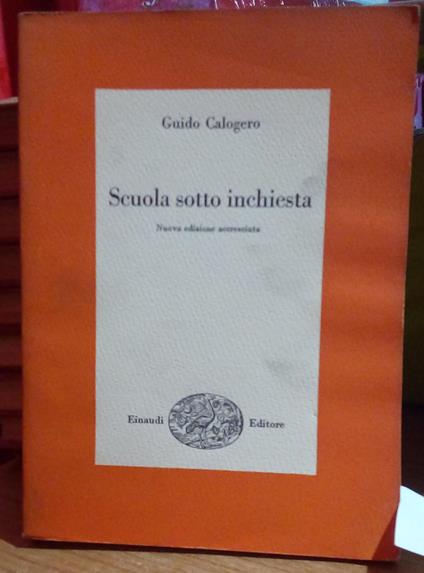 Guido Calogero
Scuola sotto inchiesta
Nuova edizione accresciuta
Einaudi Editore